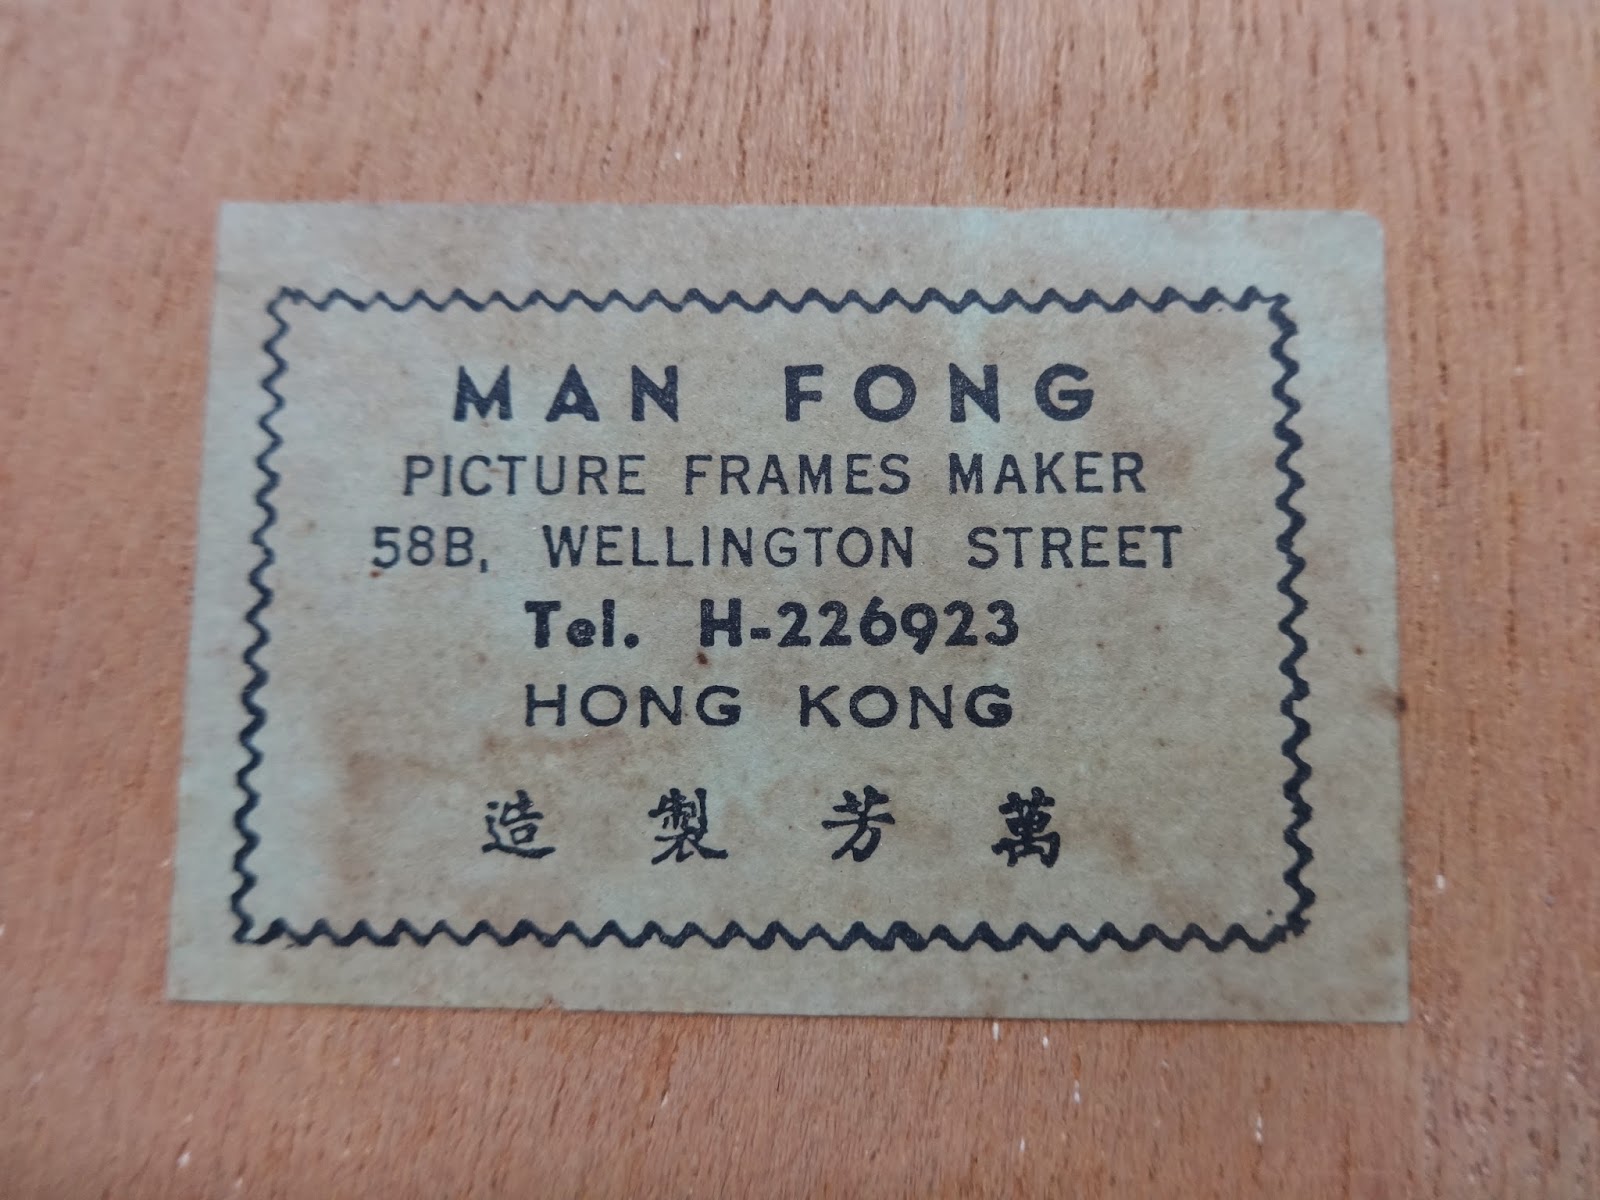 MAN FONG
PICTURE FRAMES MAKER
58B, WELLINGTON STREET
Tel. H-226923
HONG KONG
萬芳製造